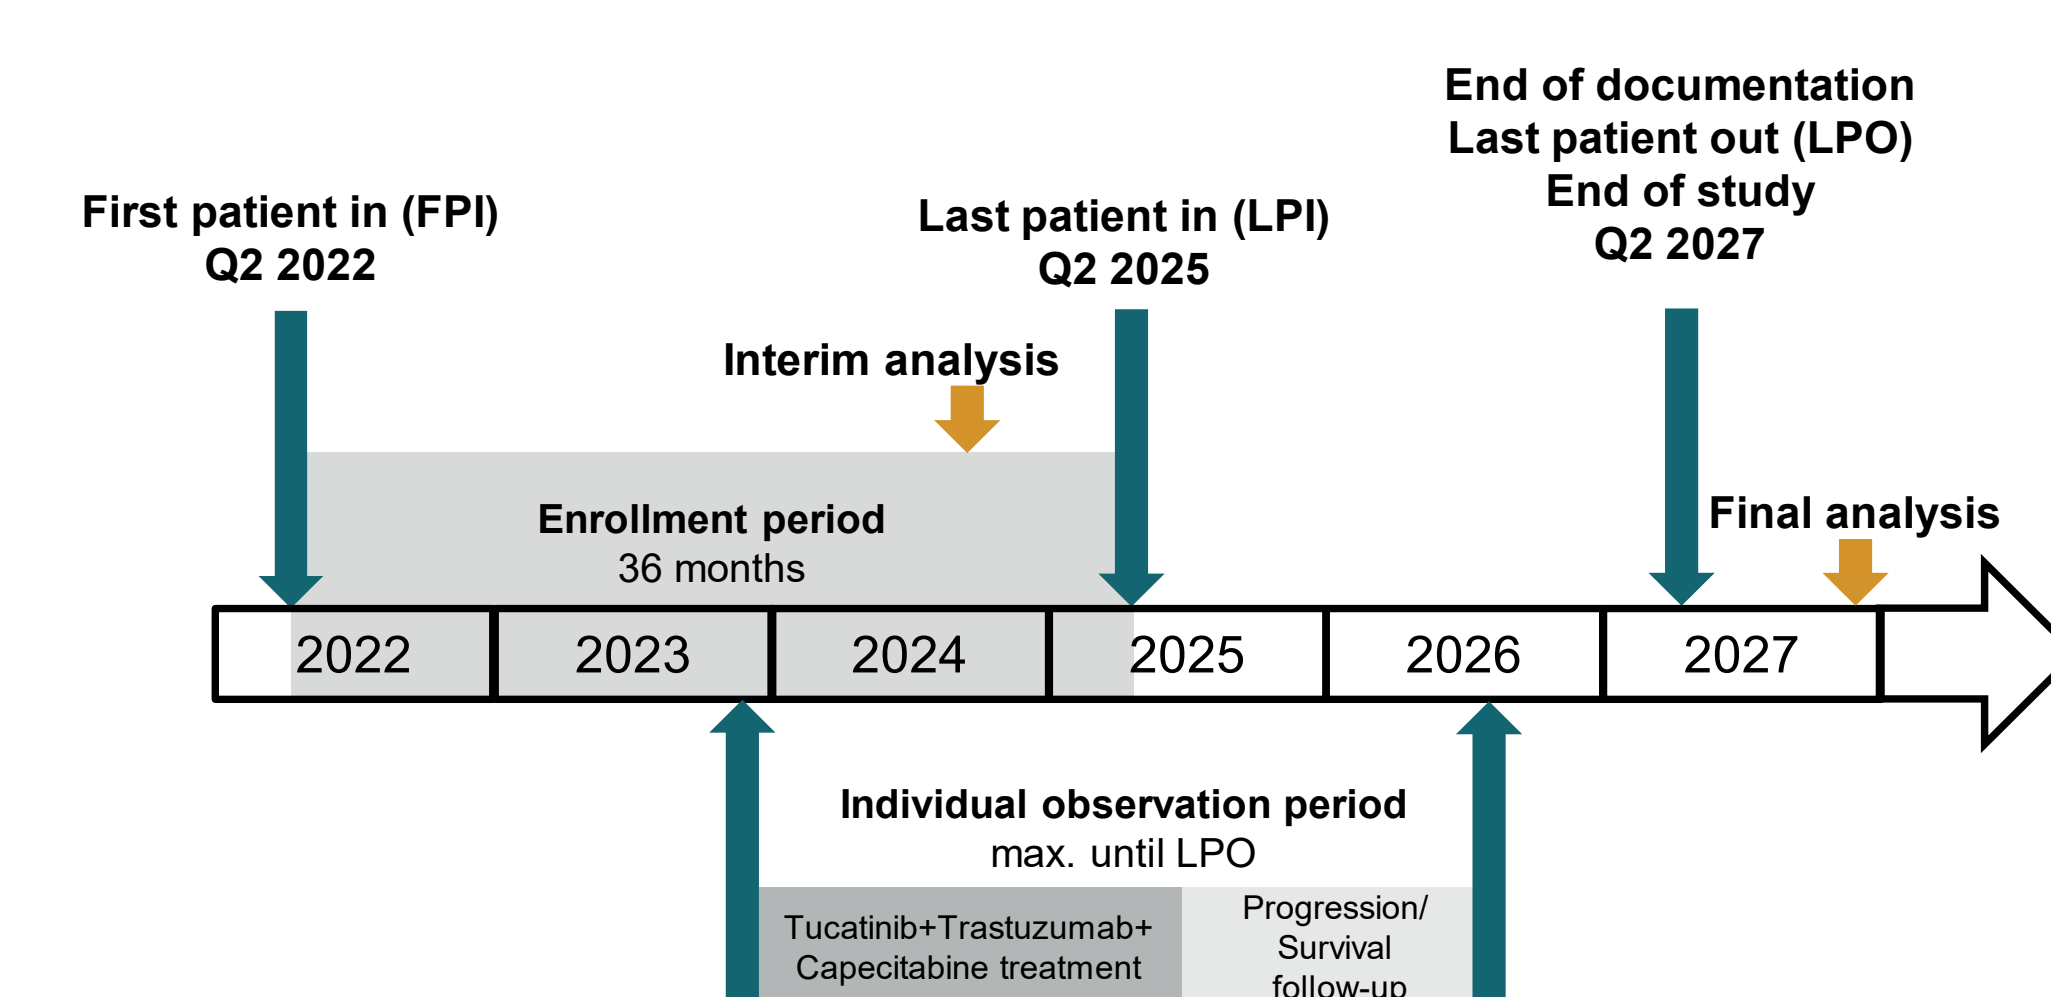 End of documentation
Last patient out (LPO)
End of study
Q2 2027
First patient in (FPI)
Q2 2022
Last patient in (LPI)
Q2 2025
Interim analysis
Final analysis
Enrollment period
36 months
2022
2023
2024
2025
2026
2027
Individual observation period
max. until LPO
Tucatinib+Trastuzumab+
Capecitabine treatment
Progression/
Survival
follow-up